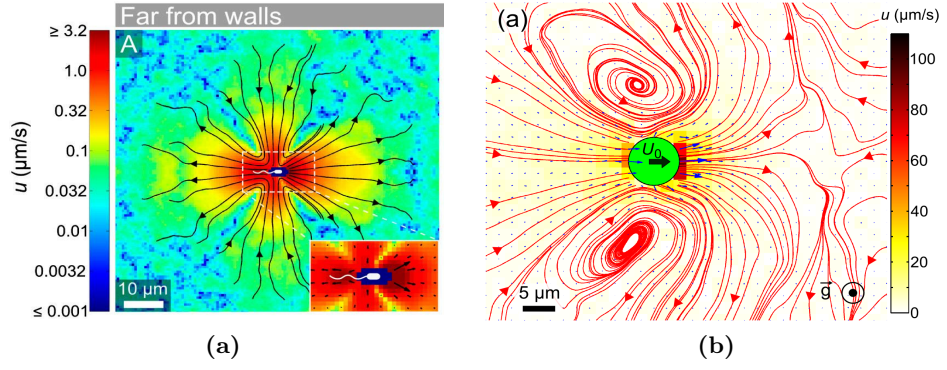 Far from walls
A
u (µm/s)
≥ 3.2
1.0
0.32
0.1
0.032
0.01
0.0032
≤ 0.001
10 µm
(a)
(a)
u (µm/s)
100
80
60
40
20
0
U₀
5 µm
g
(b)